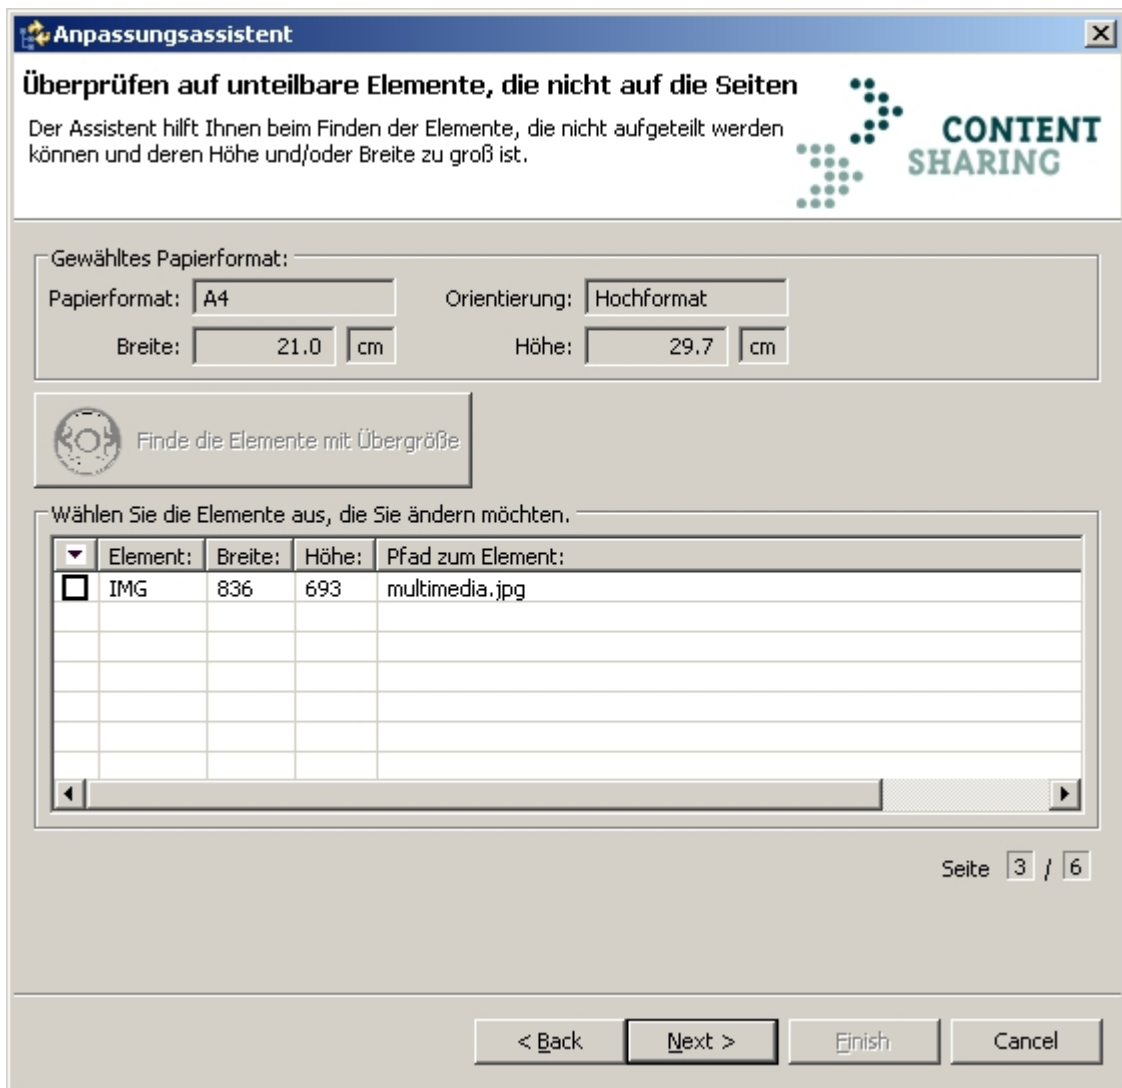 Anpassungsassistent
Überprüfen auf unteilbare Elemente, die nicht auf die Seiten
Der Assistent hilft Ihnen beim Finden der Elemente, die nicht aufgeteilt werden
können und deren Höhe und/oder Breite zu groß ist.
CONTENT
SHARING
Gewähltes Papierformat:
Papierformat: A4 Orientierung: Hochformat
Breite: 21.0 cm Höhe: 29.7 cm
Finde die Elemente mit Übergröße
Wählen Sie die Elemente aus, die Sie ändern möchten.
Element: Breite: Höhe: Pfad zum Element:
IMG 836 693 multimedia.jpg
Seite 3 / 6
< Back Next > Finish Cancel